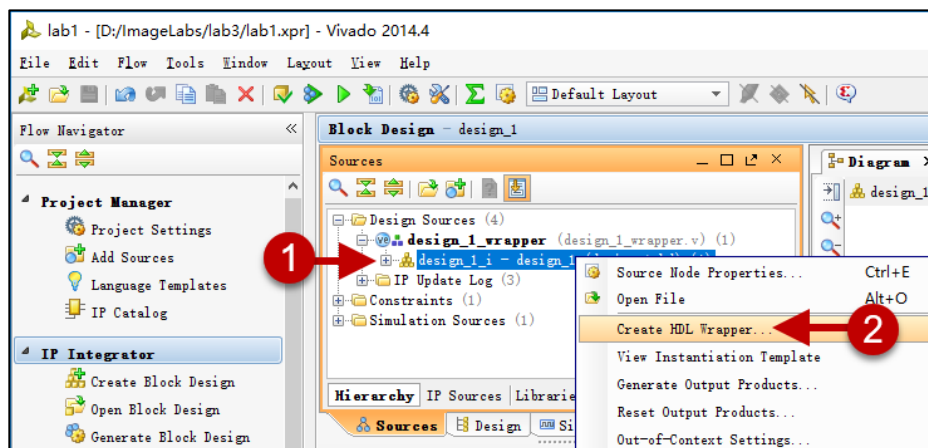 lab1 - [D:/ImageLabs/lab3/lab1.xpr] - Vivado 2014.4
File Edit Flow Tools Window Layout View Help
Default Layout
Flow Navigator
Project Manager
Project Settings
Add Sources
Language Templates
IP Catalog
IP Integrator
Create Block Design
Open Block Design
Generate Block Design
Block Design - design_1
Sources
Design Sources (4)
design_1_wrapper (design_1_wrapper.v) (1)
1
design_1_i - design_1
IP Update Log (3)
Constraints (1)
Simulation Sources (1)
Hierarchy IP Sources Librarie
Sources Design Si
Diagram
design_1
Source Node Properties... Ctrl+E
Open File Alt+O
Create HDL Wrapper...
2
View Instantiation Template
Generate Output Products...
Reset Output Products...
Out-of-Context Settings...